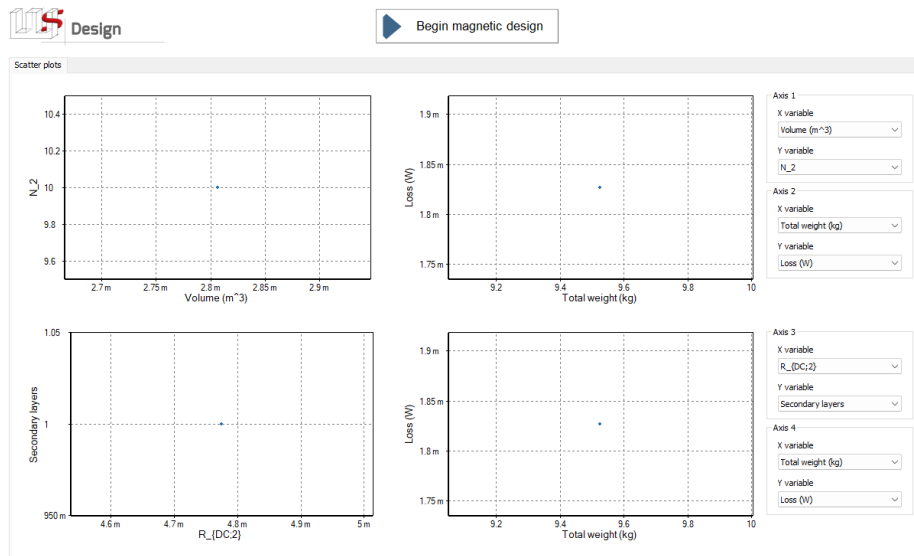 Design
Begin magnetic design
Scatter plots
10.4
10.2
10
9.8
9.6
N_2
2.7 m
2.75 m
2.8 m
2.85 m
2.9 m
Volume (m^3)
1.9 m
1.85 m
1.8 m
1.75 m
Loss (W)
9.2
9.4
9.6
9.8
10
Total weight (kg)
Axis 1
X variable
Volume (m^3)
Y variable
N_2
Axis 2
X variable
Total weight (kg)
Y variable
Loss (W)
1.05
1
950 m
Secondary layers
4.6 m
4.7 m
4.8 m
4.9 m
5 m
R_{DC;2}
1.9 m
1.85 m
1.8 m
1.75 m
Loss (W)
9.2
9.4
9.6
9.8
10
Total weight (kg)
Axis 3
X variable
R_{DC;2}
Y variable
Secondary layers
Axis 4
X variable
Total weight (kg)
Y variable
Loss (W)